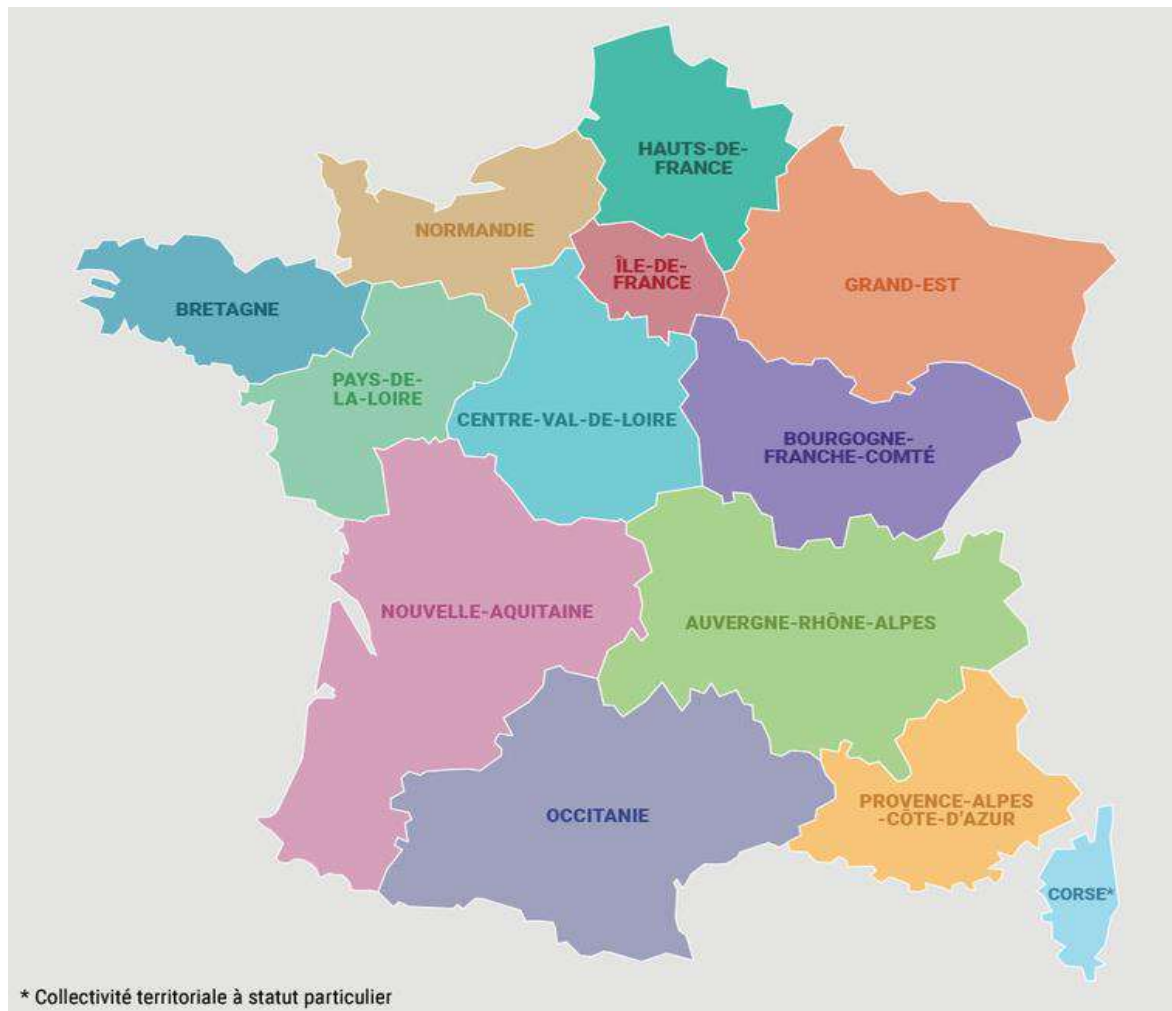 HAUTS-DE-
FRANCE
NORMANDIE
ÎLE-DE-
FRANCE
GRAND-EST
BRETAGNE
PAYS-DE-
LA-LOIRE
CENTRE-VAL-DE-LOIRE
BOURGOGNE-
FRANCHE-COMTÉ
NOUVELLE-AQUITAINE
AUVERGNE-RHÔNE-ALPES
OCCITANIE
PROVENCE-ALPES
-CÔTE-D'AZUR
CORSE*
* Collectivité territoriale à statut particulier